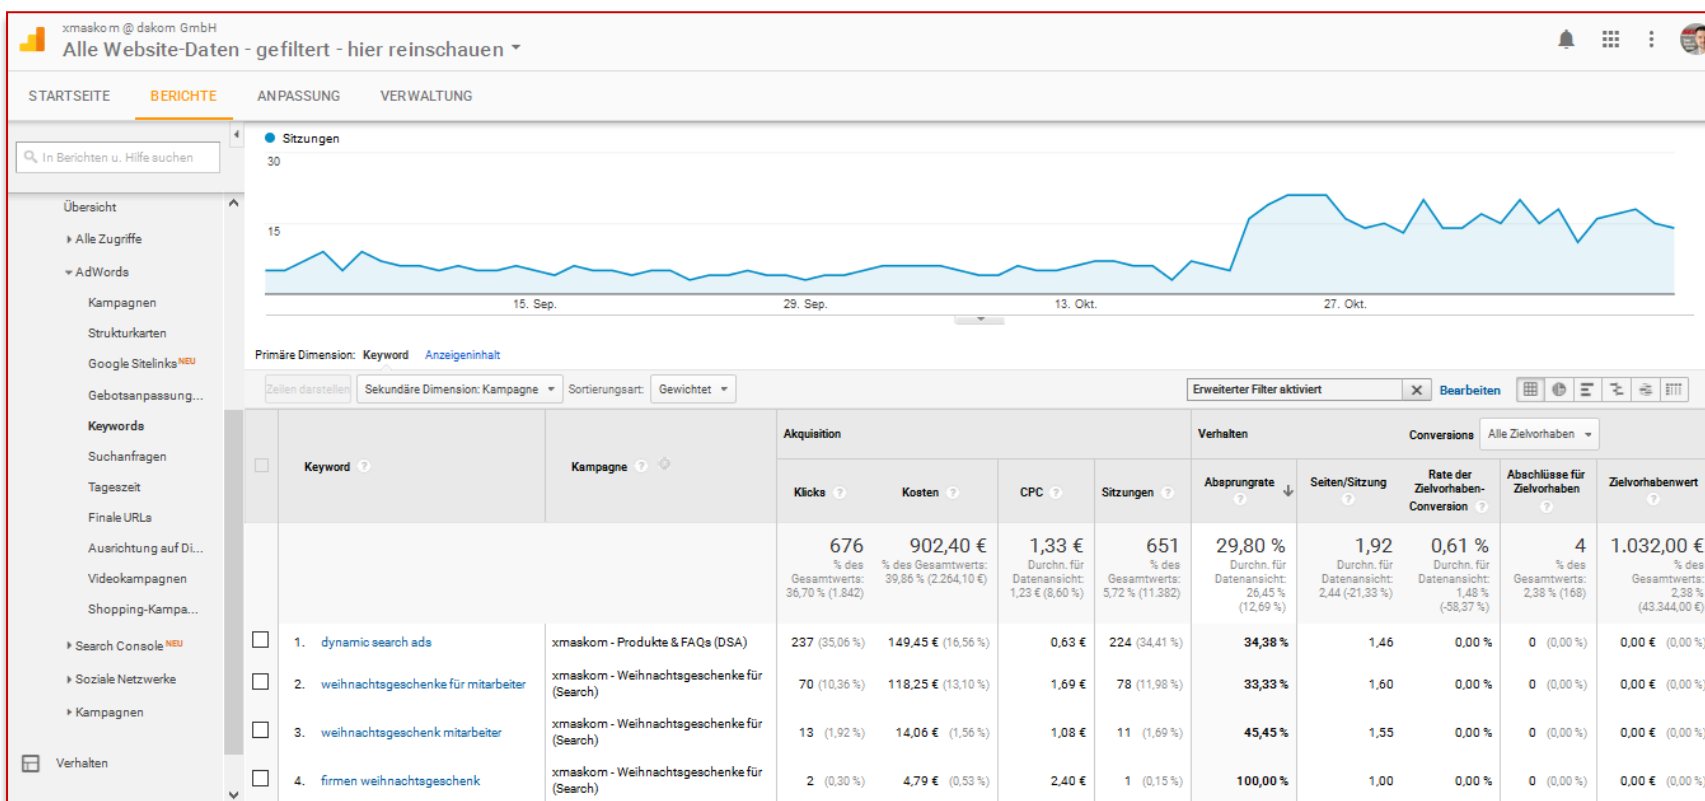 xmaskom @ dskom GmbH
Alle Website-Daten - gefiltert - hier reinschauen
STARTSEITE BERICHTE ANPASSUNG VERWALTUNG
In Berichten u. Hilfe suchen
Übersicht
Alle Zugriffe
AdWords
Kampagnen
Strukturkarten
Google Sitelinks NEU
Gebotsanpassung...
Keywords
Suchanfragen
Tageszeit
Finale URLs
Ausrichtung auf Di...
Videokampagnen
Shopping-Kampa...
Search Console NEU
Soziale Netzwerke
Kampagnen
Verhalten
Sitzungen
30
15
15. Sep. 29. Sep. 13. Okt. 27. Okt.
Primäre Dimension: Keyword Anzeigeninhalt
Zeilen darstellen Sekundäre Dimension: Kampagne Sortierungsart: Gewichtet Erweiterter Filter aktiviert Bearbeiten
Akquisition Verhalten Conversions Alle Zielvorhaben
Keyword ? Kampagne ? Klicks ? Kosten ? CPC ? Sitzungen ? Absprungrate ? Seiten/Sitzung ? Rate der Zielvorhaben-Conversion ? Abschlüsse für Zielvorhaben ? Zielvorhabenwert ?
676 902,40 € 1,33 € 651 29,80 % 1,92 0,61 % 4 1.032,00 €
% des % des Gesamtwerts: Durchn. für % des Durchn. für Durchn. für Durchn. für % des % des
Gesamtwerts: 39,86 % (2.264,10 €) Datenansicht: Gesamtwerts: Datenansicht: Datenansicht: Datenansicht: Gesamtwerts: Gesamtwerts:
36,70 % (1.842) 1,23 € (8,60 %) 5,72 % (11.382) 26,45 % 2,44 (-21,33 %) 1,48 % 2,38 % (168) 2,38 %
(12,69 %) (-58,37 %) (43.344,00 €)
1. dynamic search ads xmaskom - Produkte & FAQs (DSA) 237 (35,06 %) 149,45 € (16,56 %) 0,63 € 224 (34,41 %) 34,38 % 1,46 0,00 % 0 (0,00 %) 0,00 € (0,00 %)
2. weihnachtsgeschenke für mitarbeiter xmaskom - Weihnachtsgeschenke für (Search) 70 (10,36 %) 118,25 € (13,10 %) 1,69 € 78 (11,98 %) 33,33 % 1,60 0,00 % 0 (0,00 %) 0,00 € (0,00 %)
3. weihnachtsgeschenk mitarbeiter xmaskom - Weihnachtsgeschenke für (Search) 13 (1,92 %) 14,06 € (1,56 %) 1,08 € 11 (1,69 %) 45,45 % 1,55 0,00 % 0 (0,00 %) 0,00 € (0,00 %)
4. firmen weihnachtsgeschenk xmaskom - Weihnachtsgeschenke für (Search) 2 (0,30 %) 4,79 € (0,53 %) 2,40 € 1 (0,15 %) 100,00 % 1,00 0,00 % 0 (0,00 %) 0,00 € (0,00 %)